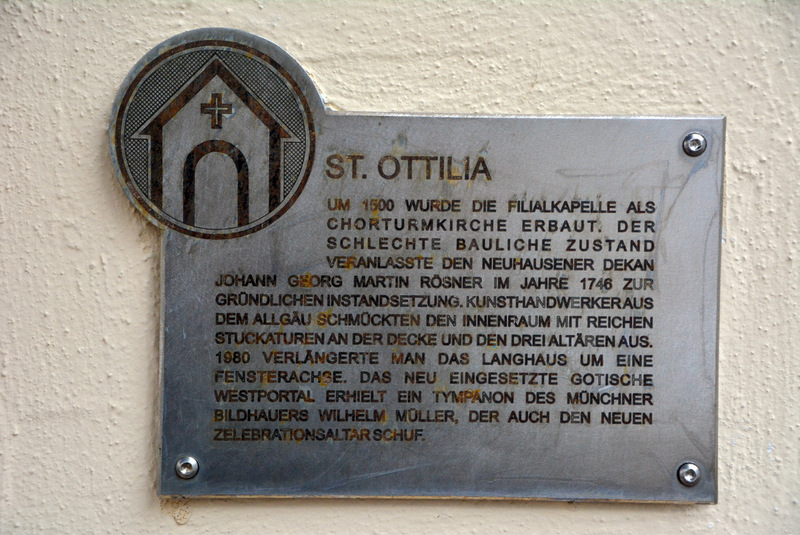 ST. OTTILIA
UM 1500 WURDE DIE FILIALKAPELLE ALS
CHORTURMKIRCHE ERBAUT. DER
SCHLECHTE BAULICHE ZUSTAND
VERANLASSTE DEN NEUHAUSENER DEKAN
JOHANN GEORG MARTIN RÖSNER IM JAHRE 1746 ZUR
GRÜNDLICHEN INSTANDSETZUNG. KUNSTHANDWERKER AUS
DEM ALLGÄU SCHMÜCKTEN DEN INNENRAUM MIT REICHEN
STUCKATUREN AN DER DECKE UND DEN DREI ALTÄREN AUS.
1980 VERLÄNGERTE MAN DAS LANGHAUS UM EINE
FENSTERACHSE. DAS NEU EINGESETZTE GOTISCHE
WESTPORTAL ERHIELT EIN TYMPANON DES MÜNCHNER
BILDHAUERS WILHELM MÜLLER, DER AUCH DEN NEUEN
ZELEBRATIONSALTAR SCHUF.